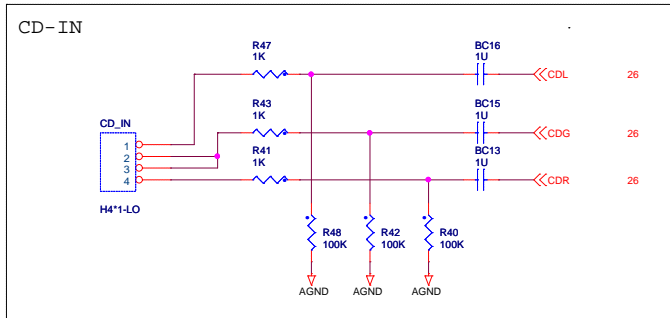 CD-IN
R47
1K
BC16
1U
CDL 26
R43
1K
BC15
1U
CD_IN
1
CDG 26
2
R41
1K
BC13
1U
3
4
CDR 26
H4*1-LO
R48
100K
R42
100K
R40
100K
AGND AGND AGND